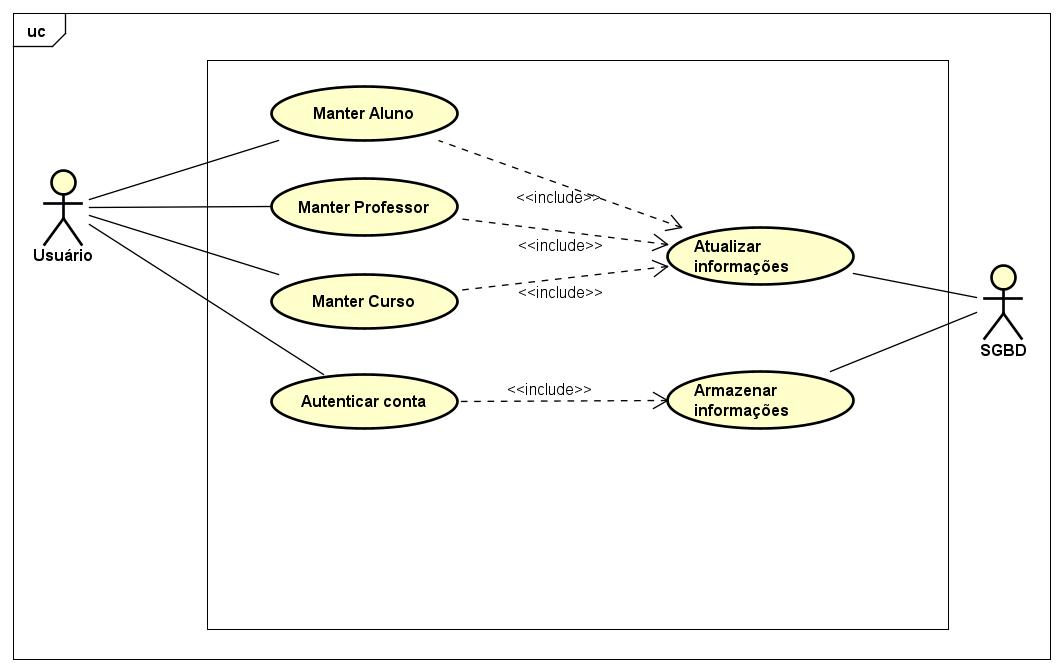 uc
Manter Aluno
<<include>>
Manter Professor
Usuário
<<include>>
Atualizar
informações
Manter Curso
<<include>>
SGBD
Autenticar conta
<<include>>
Armazenar
informações